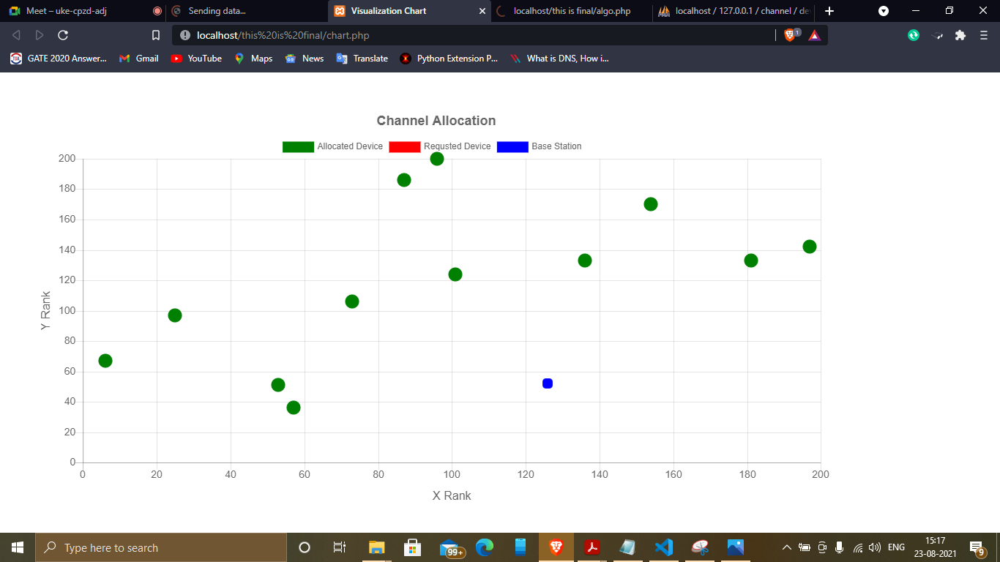 Meet – uke-cpzd-adj
Sending data...
Visualization Chart
localhost/this is final/algo.php
localhost / 127.0.0.1 / channel / de
localhost/this%20is%20final/chart.php
1
GATE 2020 Answer...
Gmail
YouTube
Maps
News
Translate
Python Extension P...
What is DNS, How i...
Channel Allocation
Allocated Device
Requsted Device
Base Station
200
180
160
140
120
100
80
60
40
20
0
Y Rank
0 20 40 60 80 100 120 140 160 180 200
X Rank
Type here to search
99+
ENG
15:17
23-08-2021
9